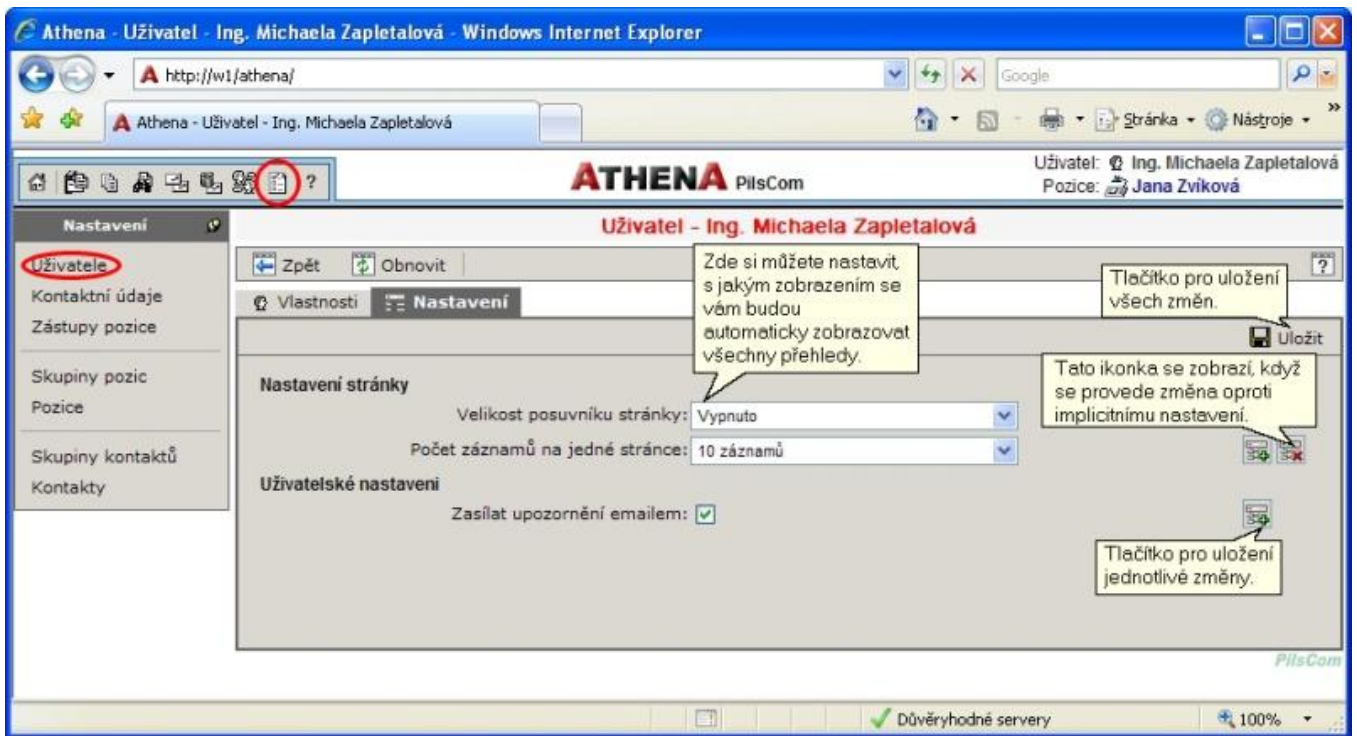 Athena - Uživatel - Ing. Michaela Zapletalová - Windows Internet Explorer
http://w1/athena/
Google
Athena - Uživatel - Ing. Michaela Zapletalová
Stránka
Nástroje
»
?
ATHENA PilsCom
Uživatel: Ing. Michaela Zapletalová
Pozice: Jana Zvíková
Nastavení
Uživatel - Ing. Michaela Zapletalová
Uživatele
Kontaktní údaje
Zástupy pozice
Skupiny pozic
Pozice
Skupiny kontaktů
Kontakty
Zpět
Obnovit
?
Vlastnosti
Nastavení
Zde si můžete nastavit,
s jakým zobrazením se
vám budou
automaticky zobrazovat
všechny přehledy.
Tlačítko pro uložení
všech změn.
Uložit
Tato ikonka se zobrazí, když
se provede změna oproti
implicitnímu nastavení.
Nastavení stránky
Velikost posuvníku stránky: Vypnuto
Počet záznamů na jedné stránce: 10 záznamů
Uživatelské nastaveni
Zasílat upozornění emailem:
Tlačítko pro uložení
jednotlivé změny.
PilsCom
Důvěryhodné servery
100%